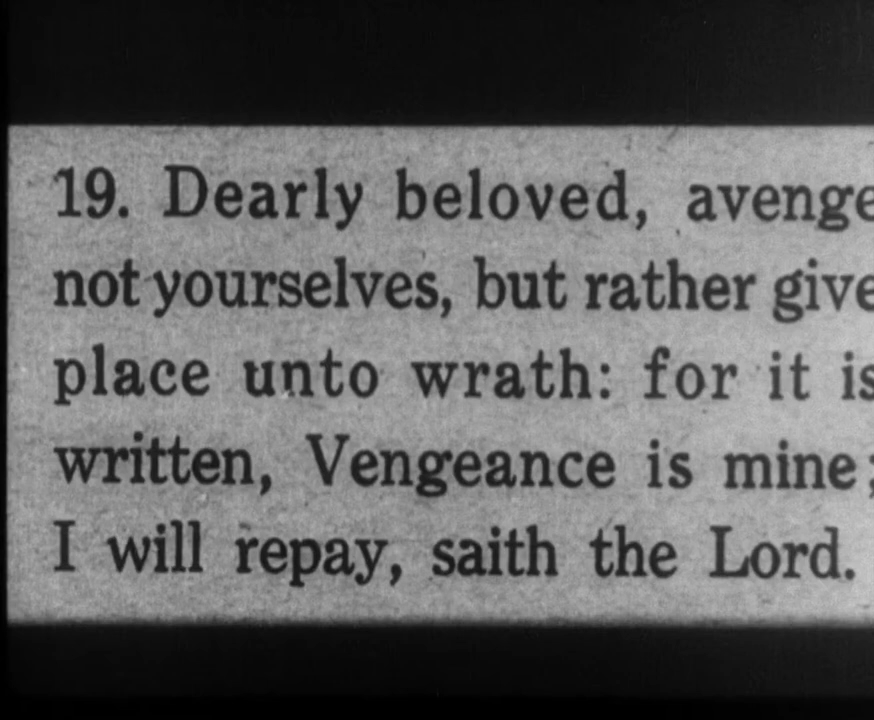 19. Dearly beloved, avenge
not yourselves, but rather give
place unto wrath: for it is
written, Vengeance is mine;
I will repay, saith the Lord.